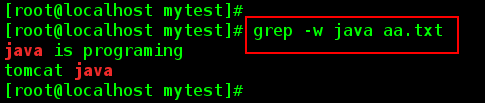 [root@localhost mytest]#
[root@localhost mytest]# grep -w java aa.txt
java is programing
tomcat java
[root@localhost mytest]#